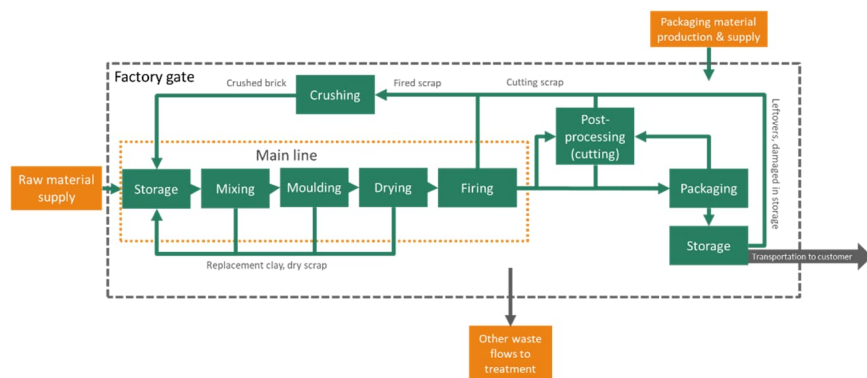 Packaging material
production & supply
Factory gate
Crushed brick
Crushing
Fired scrap
Cutting scrap
Post-
processing
(cutting)
Leftovers, damaged in storage
Main line
Raw material
supply
Storage
Mixing
Moulding
Drying
Firing
Packaging
Storage
Transportation to customer
Replacement clay, dry scrap
Other waste
flows to
treatment